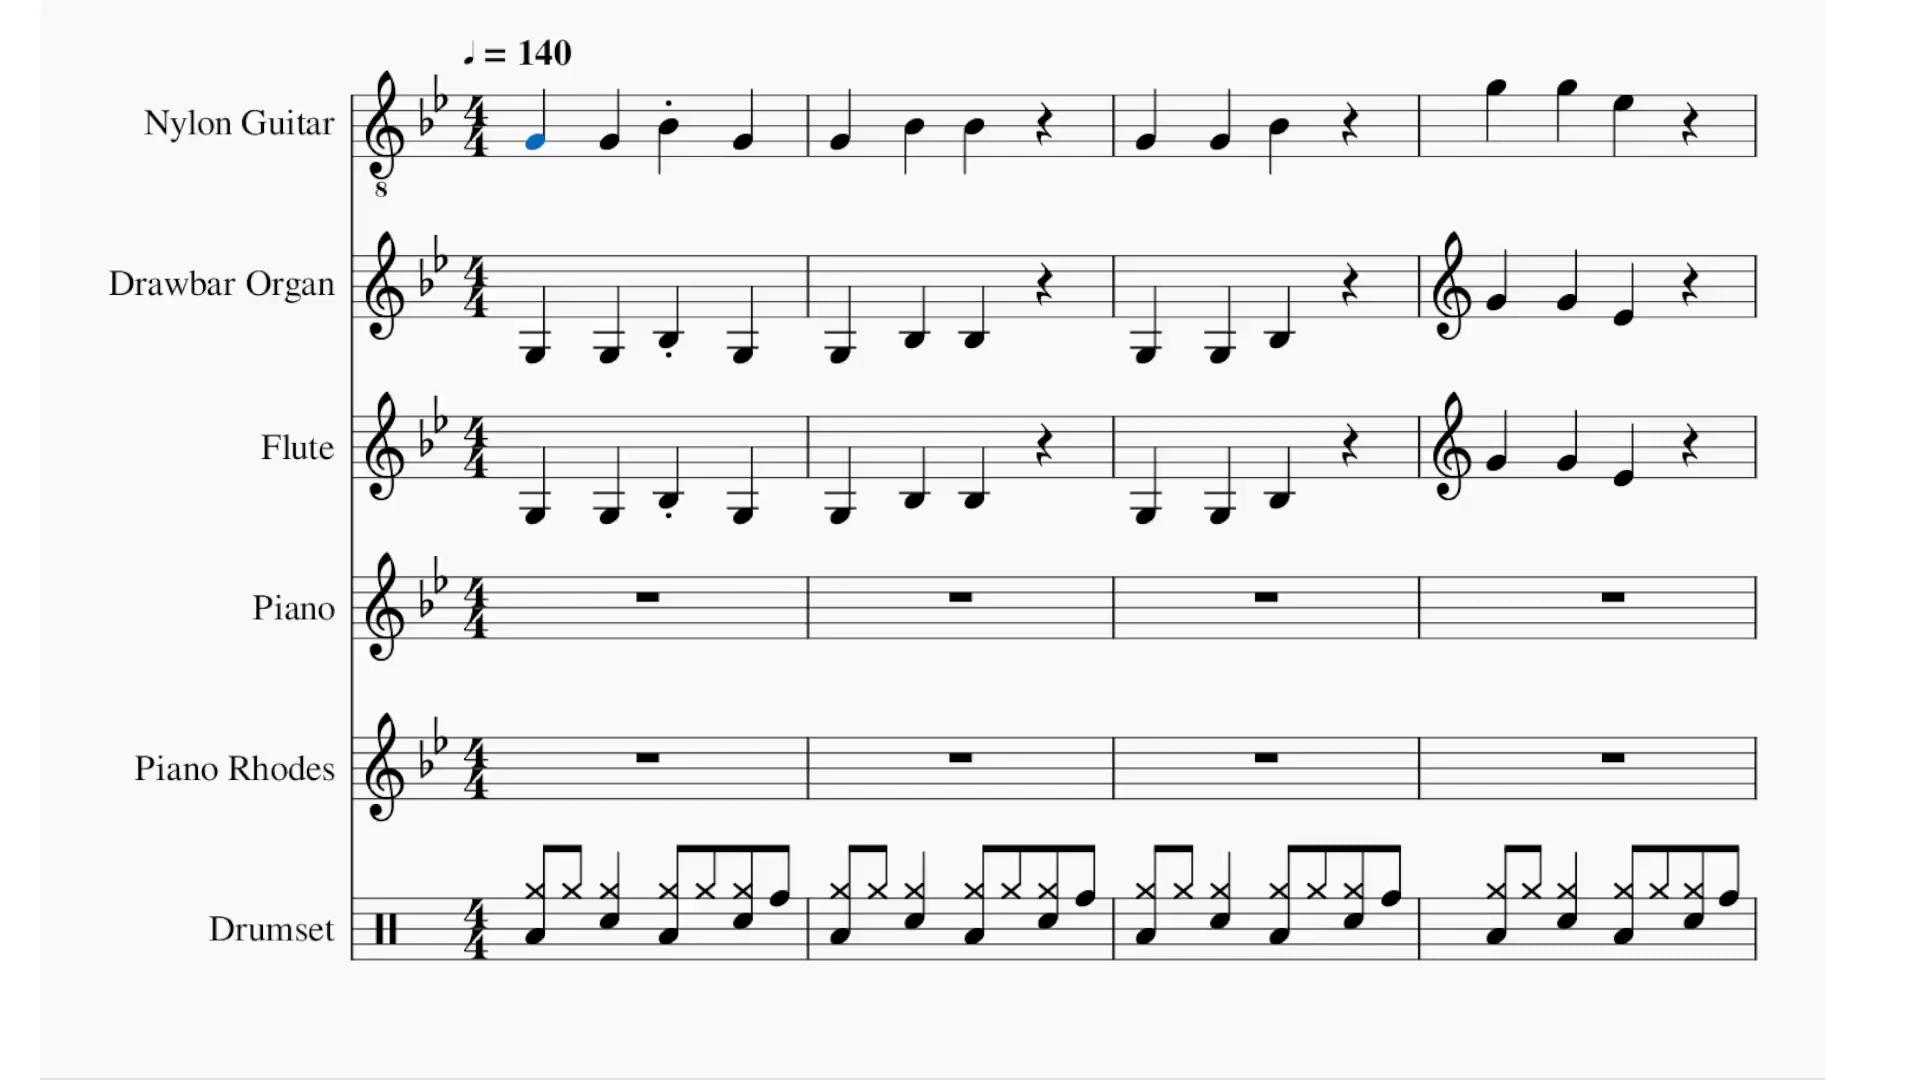 ♩ = 140
Nylon Guitar
8
Drawbar Organ
Flute
Piano
Piano Rhodes
Drumset